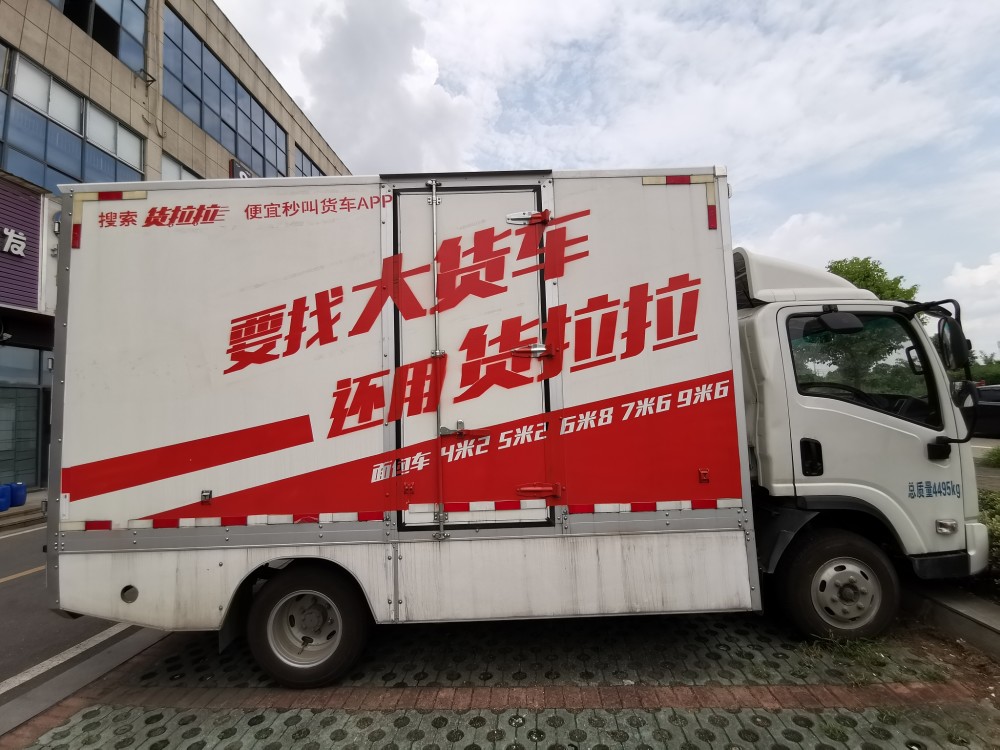 搜索 货拉拉 便宜秒叫货车APP
要找大货车
还用货拉拉
面包车 4米2 5米2 6米8 7米6 9米6
总质量4495kg
发